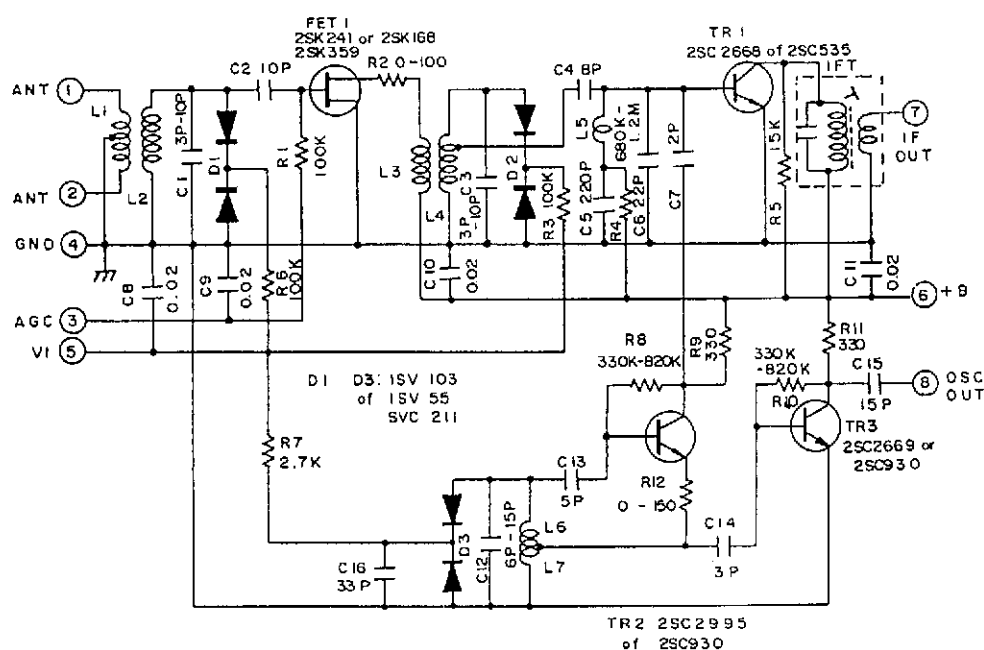 FET 1
2SK241 or 2SK168
2SK359
TR 1
2SC2668 of 2SC535
IFT
R2 0-100
C2 10P
C4 8P
ANT 1
L1
L2
3P-10P
C1
D1
R1
100K
L3
L4
C3
3P-10P
D2
R3 100K
L5
680K-1.2M
C5 220P
R4
C6 22P
2P
C7
15K
R5
7
IF
OUT
ANT 2
GND 4
C8
0.02
C9
0.02
R6
100K
C10
0.02
C11
0.02
AGC 3
VT 5
6 +B
R8
330K-820K
R9
330
330K
-820K
R10
R11
330
C15
15P
8 OSC
OUT
D1 D3: 1SV 103
of 1SV 55
SVC 211
R7
2.7K
TR3
2SC2669 or
2SC930
C13
5P
R12
0-150
C14
3P
D3
C12
6P-15P
L6
L7
C16
33P
TR2 2SC2995
of 2SC930